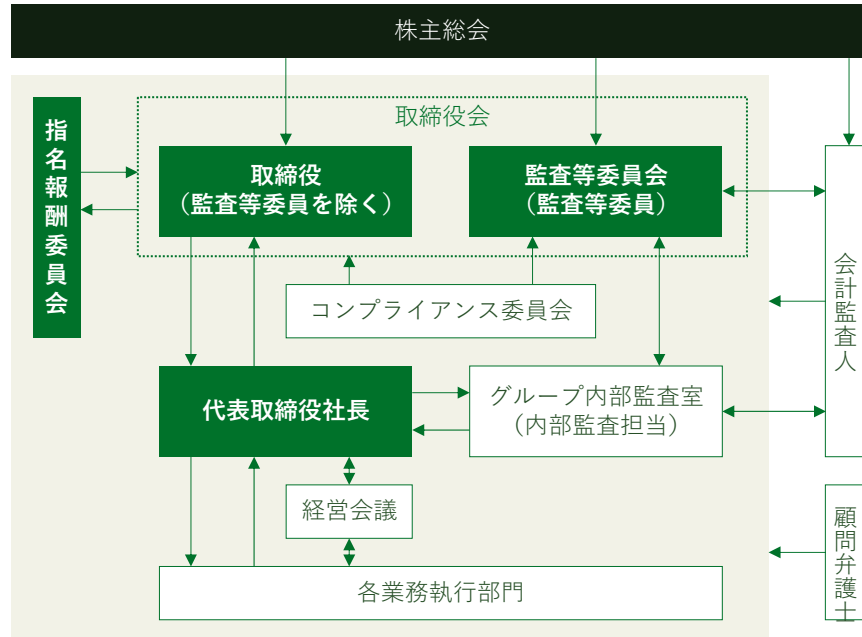 株主総会
指名報酬委員会
取締役会
取締役
（監査等委員を除く）
監査等委員会
（監査等委員）
会計監査人
コンプライアンス委員会
代表取締役社長
グループ内部監査室
（内部監査担当）
経営会議
顧問弁護士
各業務執行部門